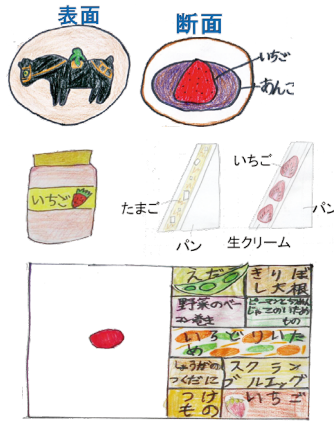 表面
断面
いちご
あんこ
いちご
たまご
パン
いちご
生クリーム
パン
えだ
きりぼ
し大根
野菜のベー
コン巻き
ピーマンとちりめん
じゃこのいため
もの
いちじりいた
め
しょうがの
つくだに
スクラン
ブルエッグ
つけ
もの
いちご